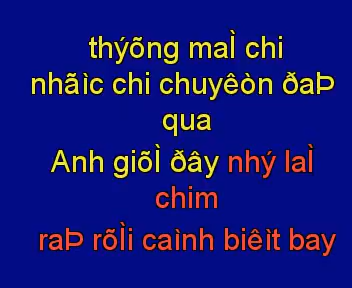 thýõng maÌ chi
nhãìc chi chuyêòn ðaÞ
qua
Anh giõÌ ðây nhý laÌ
chim
raÞ rõÌi caình biêìt bay